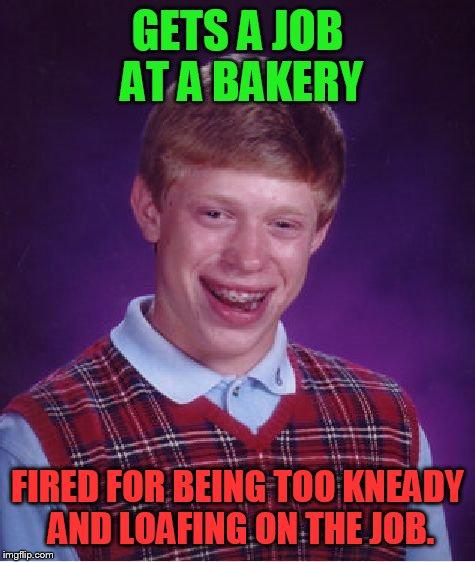 GETS A JOB
AT A BAKERY
FIRED FOR BEING TOO KNEADY
AND LOAFING ON THE JOB.
imgflip.com